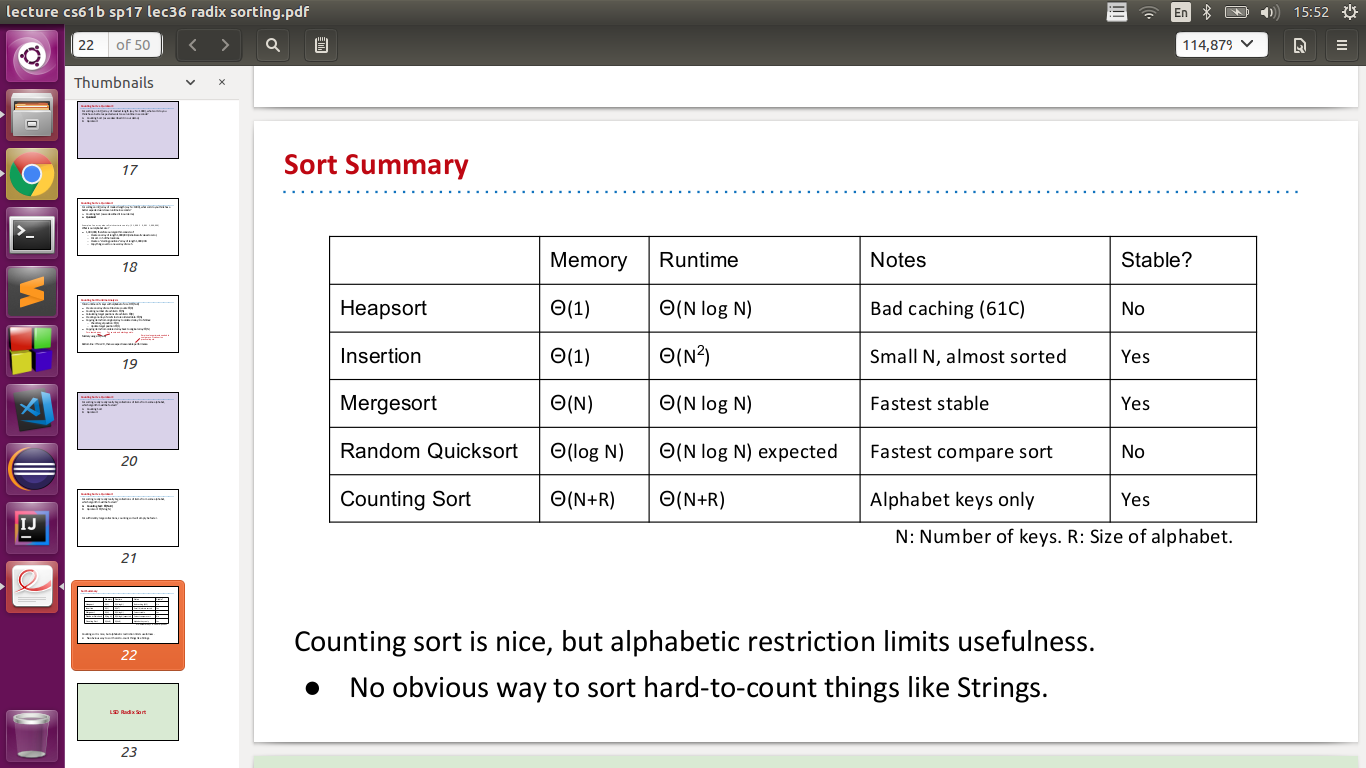 lecture cs61b sp17 lec36 radix sorting.pdf
En
15:52
22 of 50
114,87%
Thumbnails
17
18
19
20
21
22
LSD Radix Sort
23
Sort Summary
Memory Runtime Notes Stable?
Heapsort Θ(1) Θ(N log N) Bad caching (61C) No
Insertion Θ(1) Θ(N²) Small N, almost sorted Yes
Mergesort Θ(N) Θ(N log N) Fastest stable Yes
Random Quicksort Θ(log N) Θ(N log N) expected Fastest compare sort No
Counting Sort Θ(N+R) Θ(N+R) Alphabet keys only Yes
N: Number of keys. R: Size of alphabet.
Counting sort is nice, but alphabetic restriction limits usefulness.
● No obvious way to sort hard-to-count things like Strings.